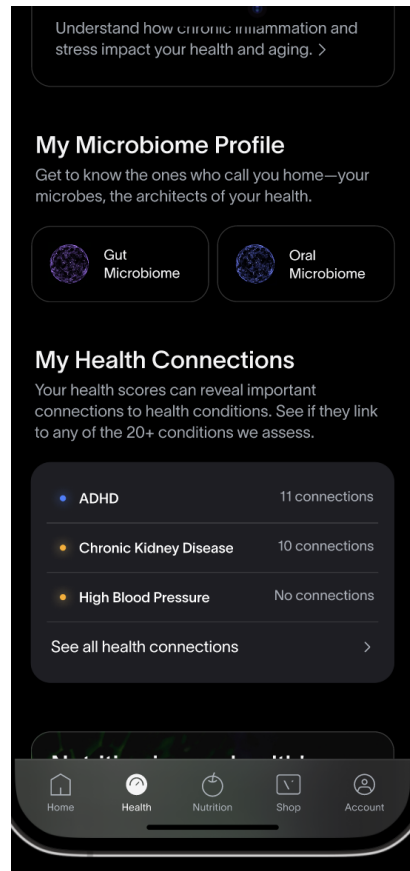 Understand how chronic inflammation and
stress impact your health and aging. >
My Microbiome Profile
Get to know the ones who call you home—your
microbes, the architects of your health.
Gut
Microbiome
Oral
Microbiome
My Health Connections
Your health scores can reveal important
connections to health conditions. See if they link
to any of the 20+ conditions we assess.
ADHD 11 connections
Chronic Kidney Disease 10 connections
High Blood Pressure No connections
See all health connections >
Home Health Nutrition Shop Account